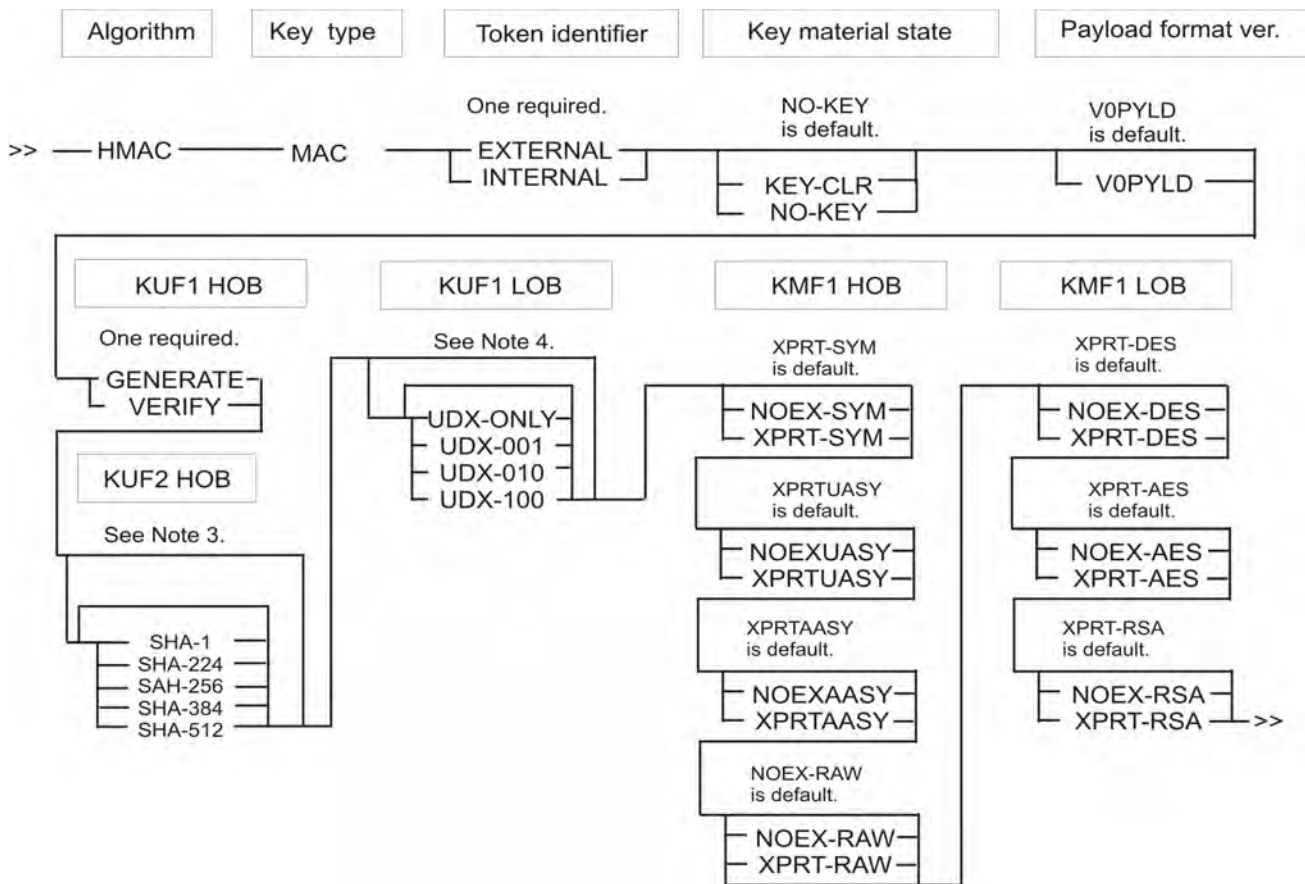 Algorithm
Key type
Token identifier
Key material state
Payload format ver.
One required.
NO-KEY
is default.
V0PYLD
is default.
>>
HMAC
MAC
EXTERNAL
INTERNAL
KEY-CLR
NO-KEY
V0PYLD
KUF1 HOB
KUF1 LOB
KMF1 HOB
KMF1 LOB
One required.
GENERATE
VERIFY
KUF2 HOB
See Note 3.
SHA-1
SHA-224
SAH-256
SHA-384
SHA-512
See Note 4.
UDX-ONLY
UDX-001
UDX-010
UDX-100
XPRT-SYM
is default.
NOEX-SYM
XPRT-SYM
XPRTUASY
is default.
NOEXUASY
XPRTUASY
XPRTAASY
is default.
NOEXAASY
XPRTAASY
NOEX-RAW
is default.
NOEX-RAW
XPRT-RAW
XPRT-DES
is default.
NOEX-DES
XPRT-DES
XPRT-AES
is default.
NOEX-AES
XPRT-AES
XPRT-RSA
is default.
NOEX-RSA
XPRT-RSA
>>